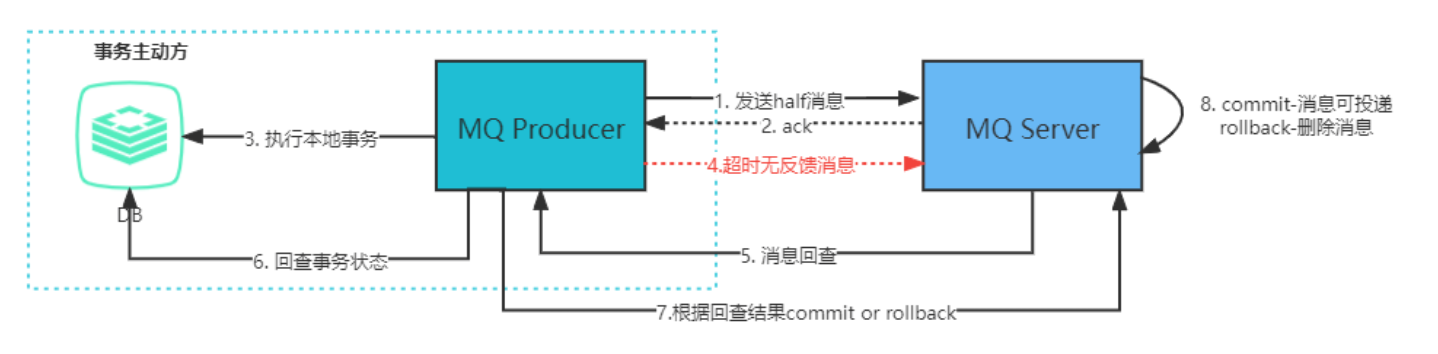 事务主动方
MQ Producer
MQ Server
1. 发送half消息
2. ack
3. 执行本地事务
4.超时无反馈消息
8. commit-消息可投递
rollback-删除消息
DB
5. 消息回查
6. 回查事务状态
7.根据回查结果commit or rollback